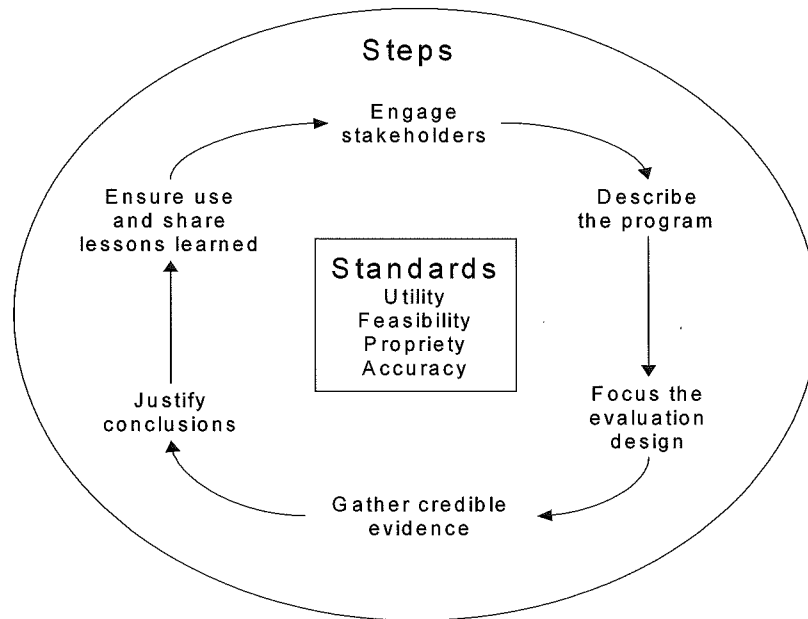 Steps
Engage
stakeholders
Describe
the program
Focus the
evaluation
design
Gather credible
evidence
Justify
conclusions
Ensure use
and share
lessons learned
Standards
Utility
Feasibility
Propriety
Accuracy